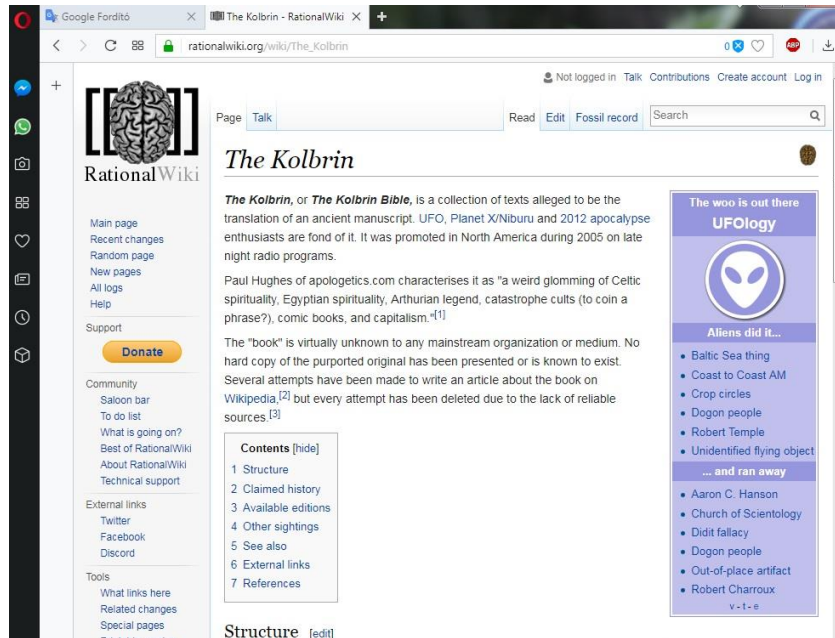 Google Fordító
The Kolbrin - RationalWiki
rationalwiki.org/wiki/The_Kolbrin
0
ABP
Not logged in Talk Contributions Create account Log in
Page Talk
Read Edit Fossil record Search
RationalWiki
Main page
Recent changes
Random page
New pages
All logs
Help
Support
Donate
Community
Saloon bar
To do list
What is going on?
Best of RationalWiki
About RationalWiki
Technical support
External links
Twitter
Facebook
Discord
Tools
What links here
Related changes
Special pages
The Kolbrin
The Kolbrin, or The Kolbrin Bible, is a collection of texts alleged to be the
translation of an ancient manuscript. UFO, Planet X/Niburu and 2012 apocalypse
enthusiasts are fond of it. It was promoted in North America during 2005 on late
night radio programs.
Paul Hughes of apologetics.com characterises it as "a weird glomming of Celtic
spirituality, Egyptian spirituality, Arthurian legend, catastrophe cults (to coin a
phrase?), comic books, and capitalism."[1]
The "book" is virtually unknown to any mainstream organization or medium. No
hard copy of the purported original has been presented or is known to exist.
Several attempts have been made to write an article about the book on
Wikipedia,[2] but every attempt has been deleted due to the lack of reliable
sources.[3]
Contents [hide]
1 Structure
2 Claimed history
3 Available editions
4 Other sightings
5 See also
6 External links
7 References
Structure [edit]
The woo is out there
UFOlogy
Aliens did it...
Baltic Sea thing
Coast to Coast AM
Crop circles
Dogon people
Robert Temple
Unidentified flying object
... and ran away
Aaron C. Hanson
Church of Scientology
Didit fallacy
Dogon people
Out-of-place artifact
Robert Charroux
v - t - e